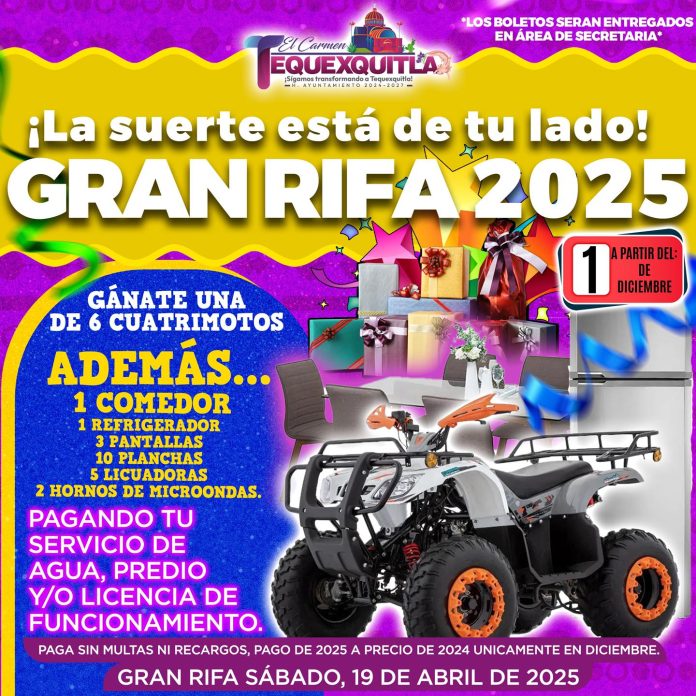 *LOS BOLETOS SERAN ENTREGADOS
EN ÁREA DE SECRETARIA*
El Carmen
TEQUEXQUITLA
¡Sigamos transformando a Tequexquitla!
H. AYUNTAMIENTO 2024-2027
¡La suerte está de tu lado!
GRAN RIFA 2025
1
A PARTIR DEL:
DE
DICIEMBRE
GÁNATE UNA
DE 6 CUATRIMOTOS
ADEMÁS...
1 COMEDOR
1 REFRIGERADOR
3 PANTALLAS
10 PLANCHAS
5 LICUADORAS
2 HORNOS DE MICROONDAS.
PAGANDO TU
SERVICIO DE
AGUA, PREDIO
Y/O LICENCIA DE
FUNCIONAMIENTO.
PAGA SIN MULTAS NI RECARGOS, PAGO DE 2025 A PRECIO DE 2024 UNICAMENTE EN DICIEMBRE.
GRAN RIFA SÁBADO, 19 DE ABRIL DE 2025